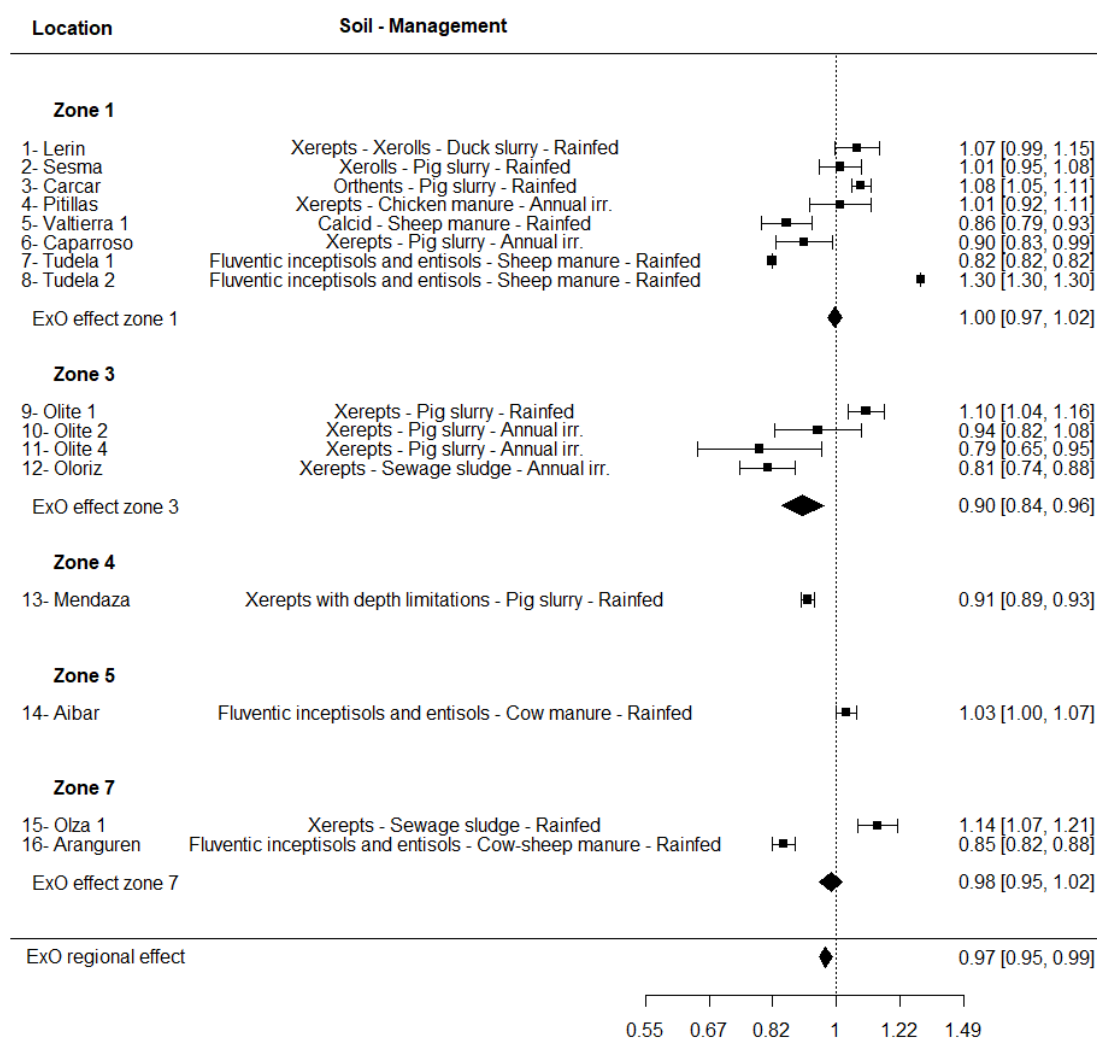 Location Soil - Management
Zone 1
1- Lerin Xerepts - Xerolls - Duck slurry - Rainfed 1.07 [0.99, 1.15]
2- Sesma Xerolls - Pig slurry - Rainfed 1.01 [0.95, 1.08]
3- Carcar Orthents - Pig slurry - Rainfed 1.08 [1.05, 1.11]
4- Pitillas Xerepts - Chicken manure - Annual irr. 1.01 [0.92, 1.11]
5- Valtierra 1 Calcid - Sheep manure - Rainfed 0.86 [0.79, 0.93]
6- Caparroso Xerepts - Pig slurry - Annual irr. 0.90 [0.83, 0.99]
7- Tudela 1 Fluventic inceptisols and entisols - Sheep manure - Rainfed 0.82 [0.82, 0.82]
8- Tudela 2 Fluventic inceptisols and entisols - Sheep manure - Rainfed 1.30 [1.30, 1.30]
ExO effect zone 1 1.00 [0.97, 1.02]
Zone 3
9- Olite 1 Xerepts - Pig slurry - Rainfed 1.10 [1.04, 1.16]
10- Olite 2 Xerepts - Pig slurry - Annual irr. 0.94 [0.82, 1.08]
11- Olite 4 Xerepts - Pig slurry - Annual irr. 0.79 [0.65, 0.95]
12- Oloriz Xerepts - Sewage sludge - Annual irr. 0.81 [0.74, 0.88]
ExO effect zone 3 0.90 [0.84, 0.96]
Zone 4
13- Mendaza Xerepts with depth limitations - Pig slurry - Rainfed 0.91 [0.89, 0.93]
Zone 5
14- Aibar Fluventic inceptisols and entisols - Cow manure - Rainfed 1.03 [1.00, 1.07]
Zone 7
15- Olza 1 Xerepts - Sewage sludge - Rainfed 1.14 [1.07, 1.21]
16- Aranguren Fluventic inceptisols and entisols - Cow-sheep manure - Rainfed 0.85 [0.82, 0.88]
ExO effect zone 7 0.98 [0.95, 1.02]
ExO regional effect 0.97 [0.95, 0.99]
0.55 0.67 0.82 1 1.22 1.49